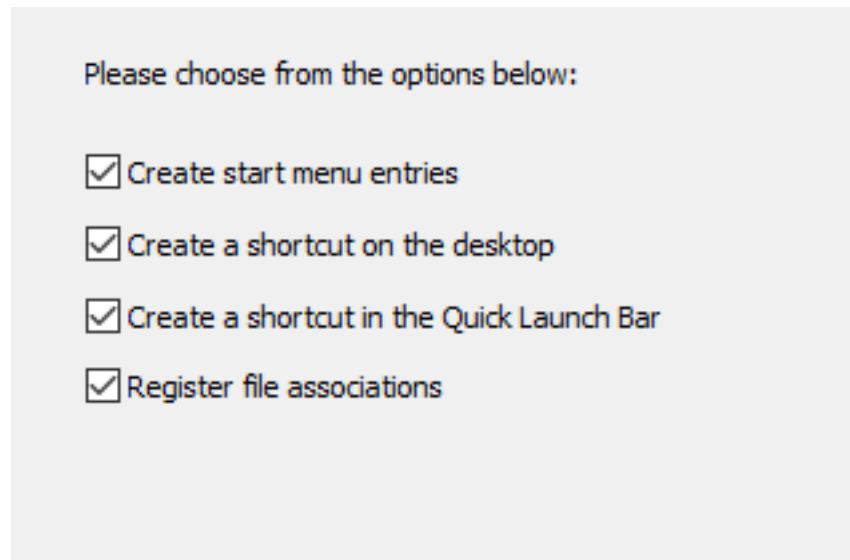 Please choose from the options below:
Create start menu entries
Create a shortcut on the desktop
Create a shortcut in the Quick Launch Bar
Register file associations